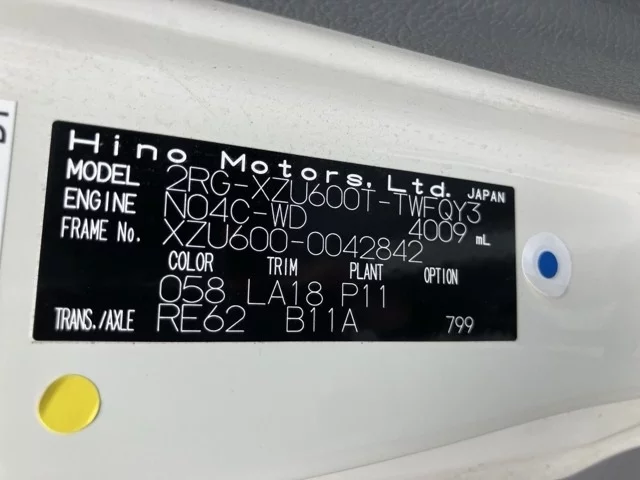 Hino Motors, Ltd. JAPAN
MODEL 2RG-XZU600T-TWFQY3
ENGINE N04C-WD 4009 mL
FRAME No. XZU600-0042842
COLOR TRIM PLANT OPTION
058 LA18 P11
TRANS./AXLE RE62 B11A 799